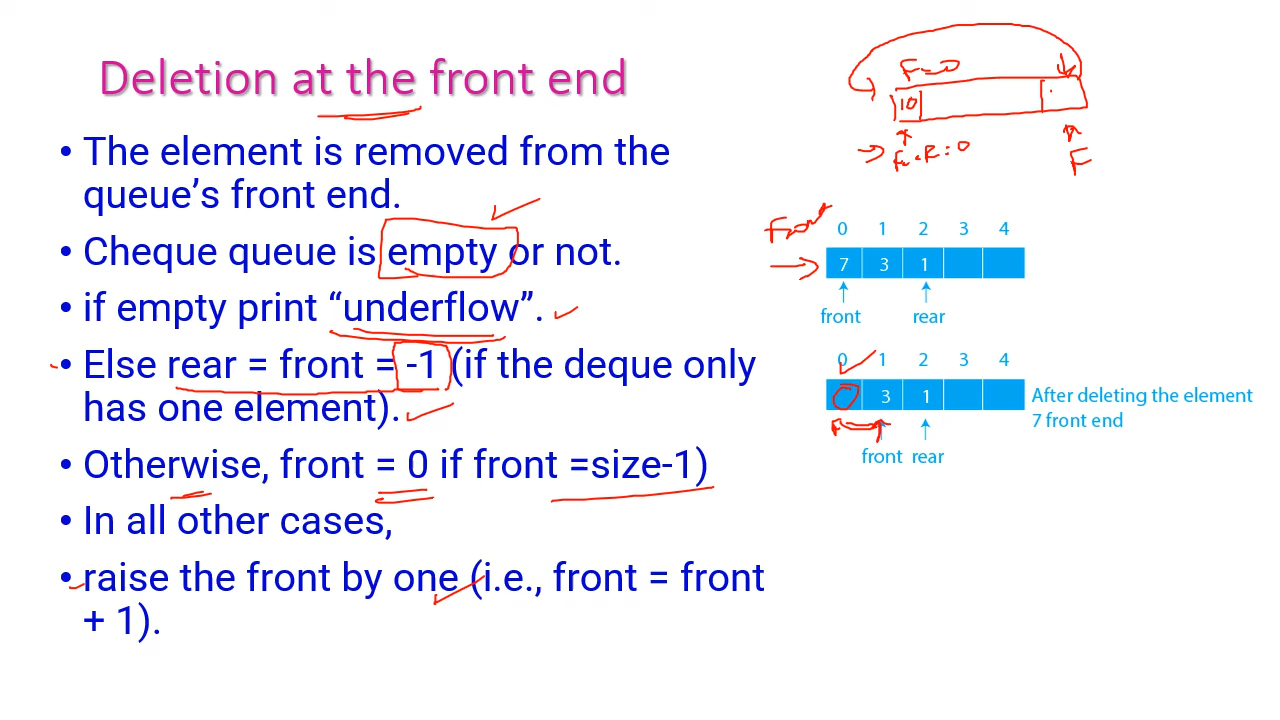 Deletion at the front end
• The element is removed from the
queue's front end.
• Cheque queue is empty or not.
• if empty print “underflow”.
• Else rear = front = -1 (if the deque only
has one element).
• Otherwise, front = 0 if front =size-1)
• In all other cases,
• raise the front by one (i.e., front = front
+ 1).
F=0
10
F=R=0
F
Front
0 1 2 3 4
7 3 1
front rear
0 1 2 3 4
3 1
F
front rear
After deleting the element
7 front end